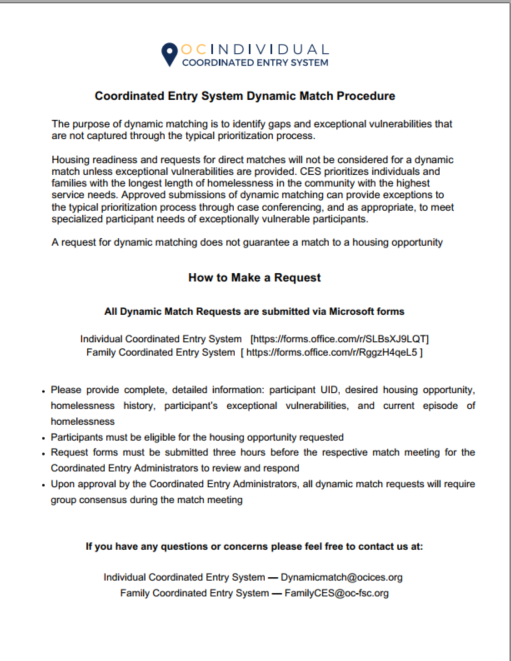 OCINDIVIDUAL
COORDINATED ENTRY SYSTEM
Coordinated Entry System Dynamic Match Procedure
The purpose of dynamic matching is to identify gaps and exceptional vulnerabilities that
are not captured through the typical prioritization process.
Housing readiness and requests for direct matches will not be considered for a dynamic
match unless exceptional vulnerabilities are provided. CES prioritizes individuals and
families with the longest length of homelessness in the community with the highest
service needs. Approved submissions of dynamic matching can provide exceptions to
the typical prioritization process through case conferencing, and as appropriate, to meet
specialized participant needs of exceptionally vulnerable participants.
A request for dynamic matching does not guarantee a match to a housing opportunity
How to Make a Request
All Dynamic Match Requests are submitted via Microsoft forms
Individual Coordinated Entry System [https://forms.office.com/r/SLBsXJ9LQT]
Family Coordinated Entry System [ https://forms.office.com/r/RggzH4qeL5 ]
• Please provide complete, detailed information: participant UID, desired housing opportunity,
homelessness history, participant's exceptional vulnerabilities, and current episode of
homelessness
• Participants must be eligible for the housing opportunity requested
• Request forms must be submitted three hours before the respective match meeting for the
Coordinated Entry Administrators to review and respond
• Upon approval by the Coordinated Entry Administrators, all dynamic match requests will require
group consensus during the match meeting
If you have any questions or concerns please feel free to contact us at:
Individual Coordinated Entry System — Dynamicmatch@ocices.org
Family Coordinated Entry System — FamilyCES@oc-fsc.org